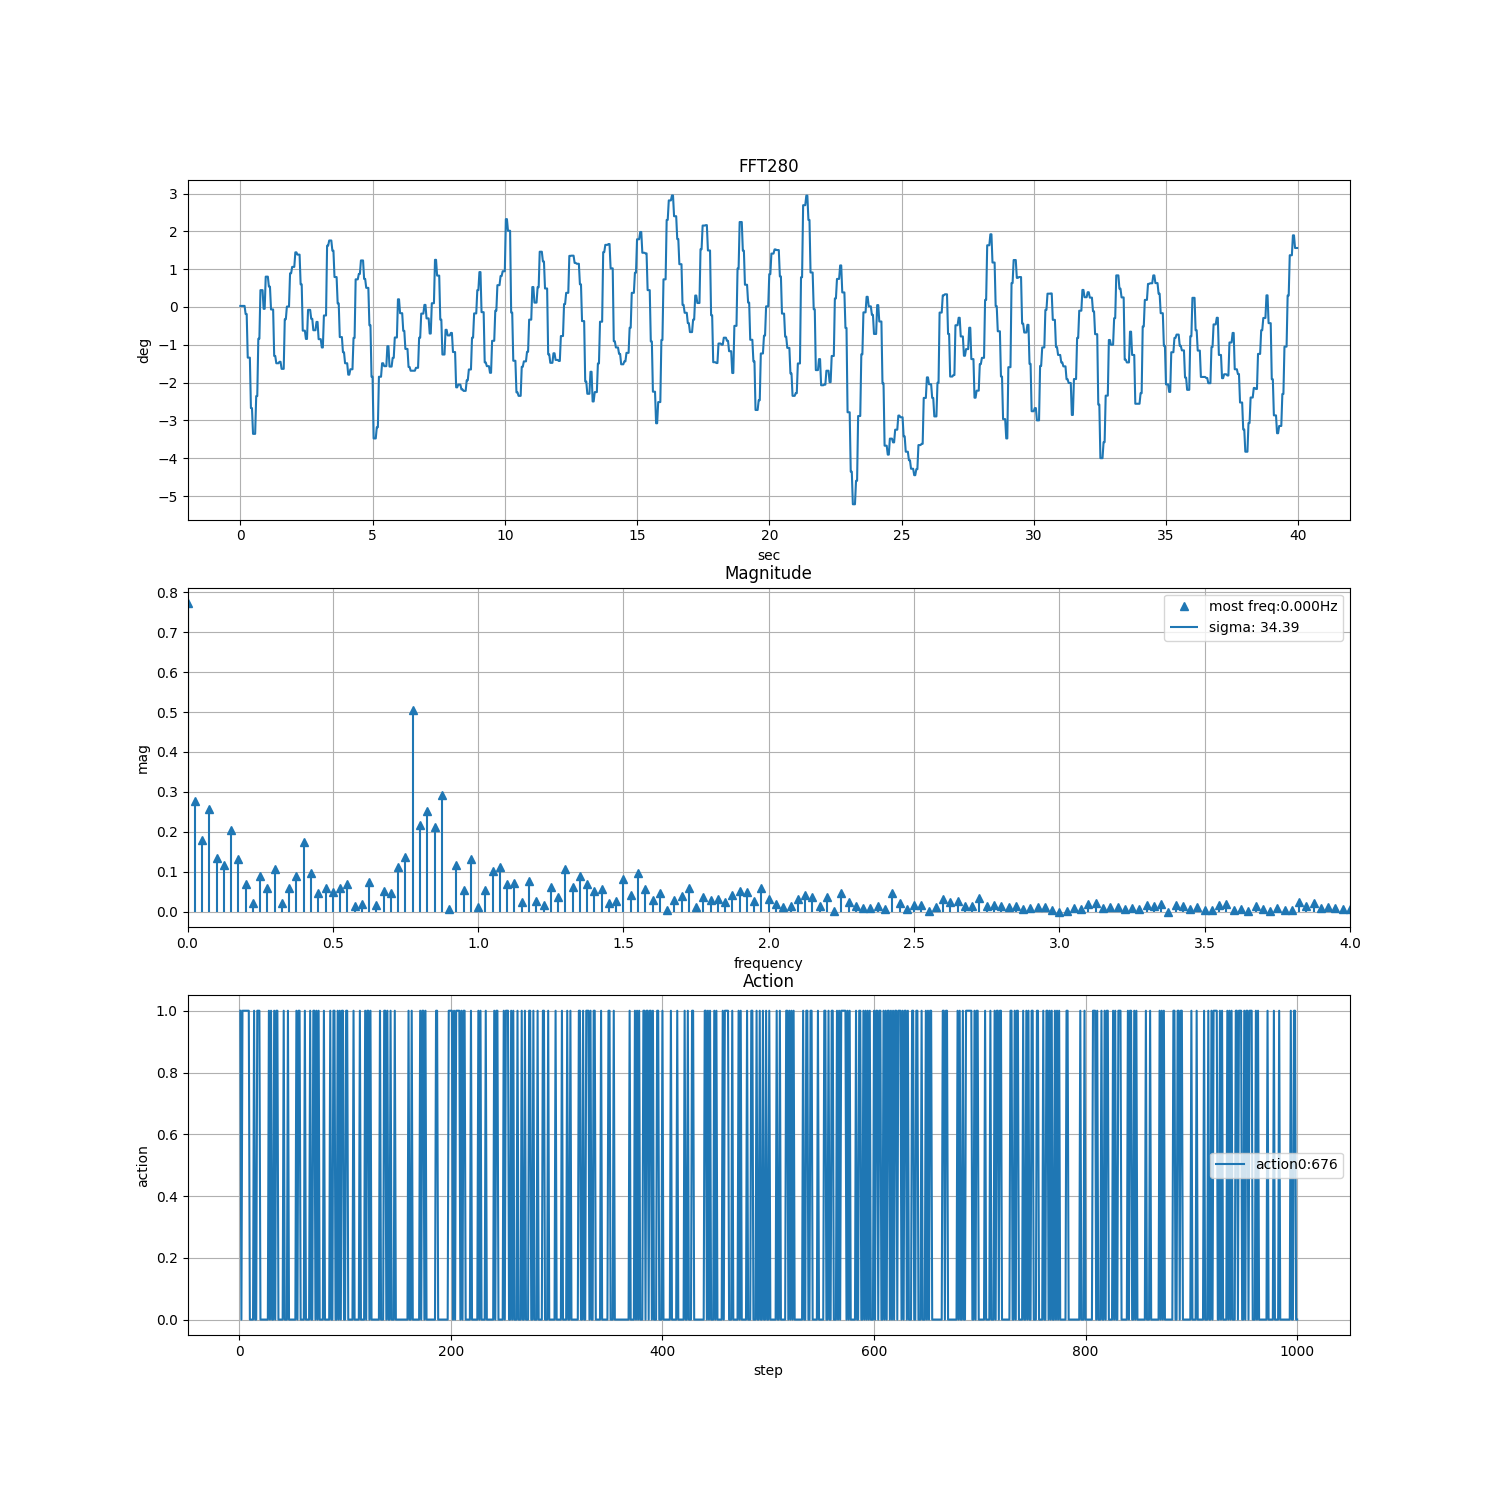 FFT280
3
2
1
0
−1
−2
−3
−4
−5
deg
0 5 10 15 20 25 30 35 40
sec
Magnitude
0.8
0.7
0.6
0.5
0.4
0.3
0.2
0.1
0.0
mag
most freq:0.000Hz
sigma: 34.39
0.0 0.5 1.0 1.5 2.0 2.5 3.0 3.5 4.0
frequency
Action
1.0
0.8
0.6
0.4
0.2
0.0
action
action0:676
0 200 400 600 800 1000
step